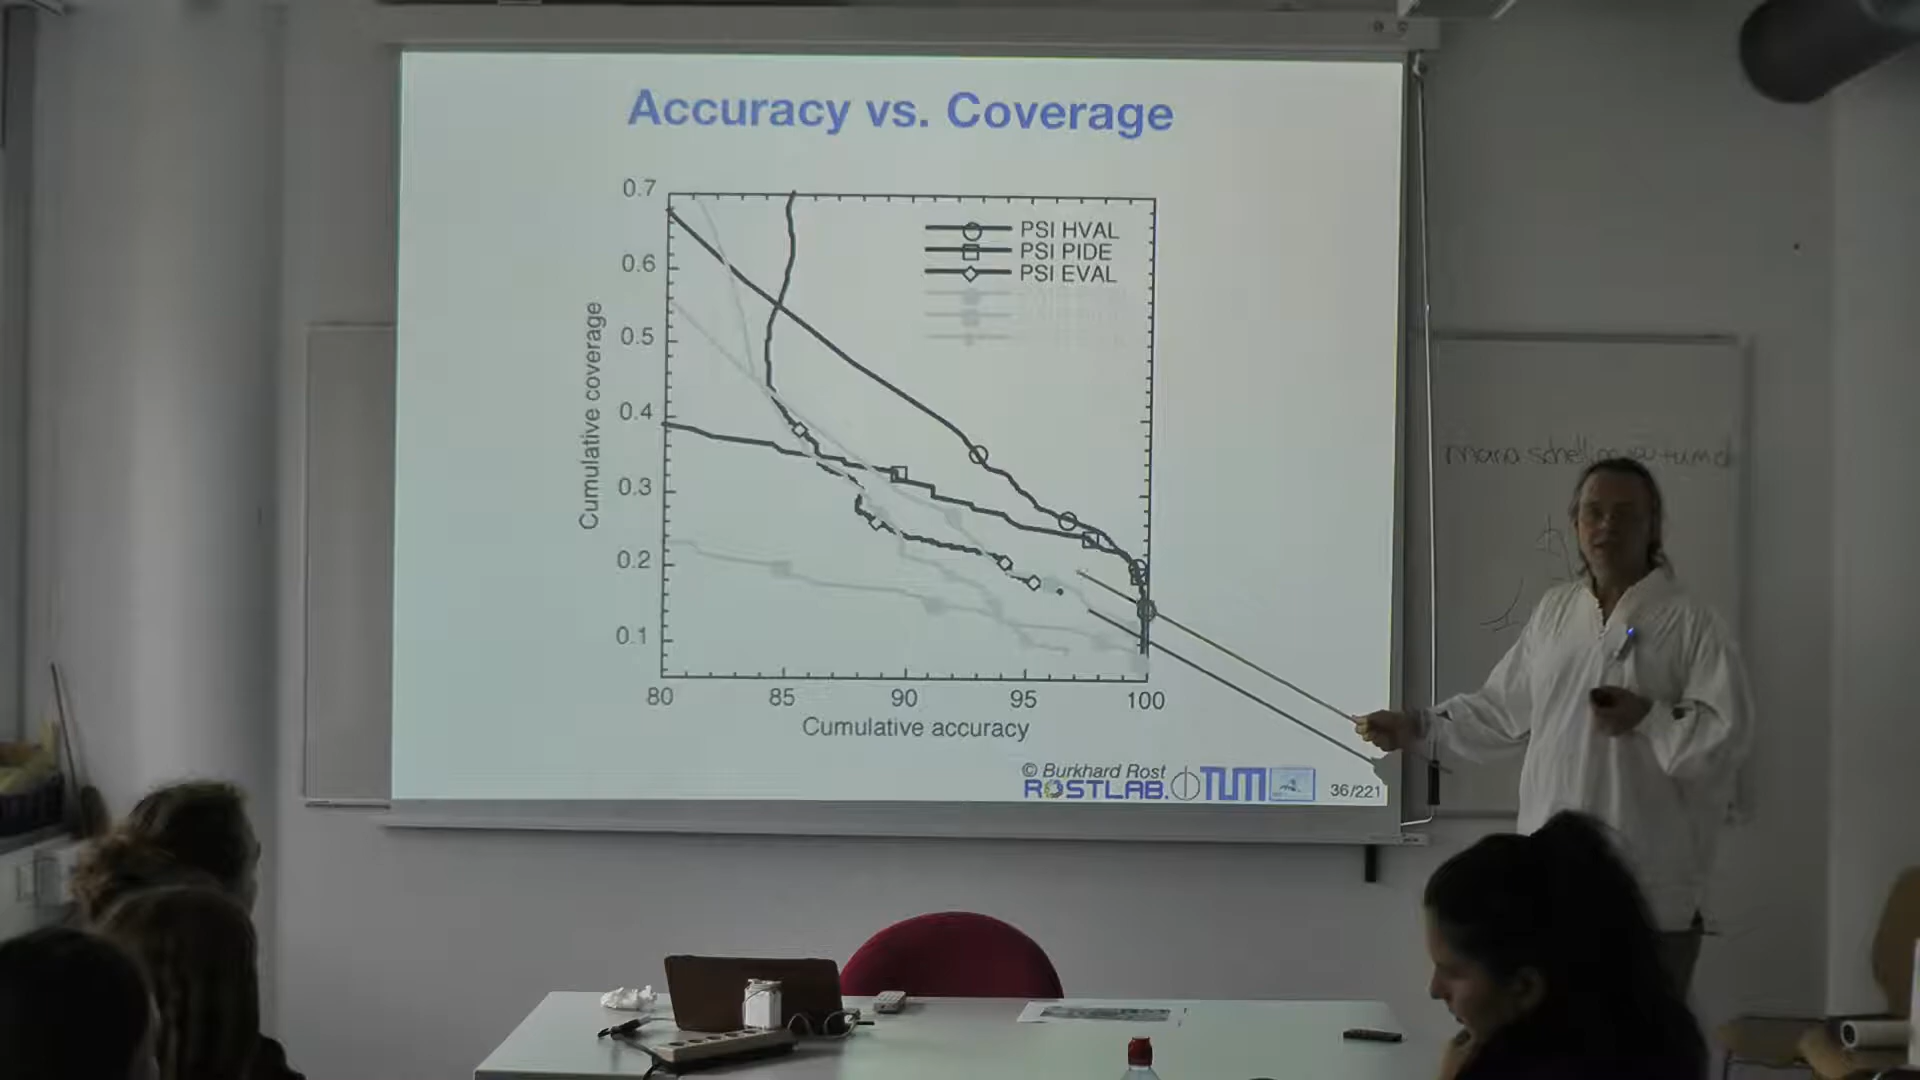 Accuracy vs. Coverage
0.7
0.6
0.5
0.4
0.3
0.2
0.1
Cumulative coverage
PSI HVAL
PSI PIDE
PSI EVAL
80 85 90 95 100
Cumulative accuracy
© Burkhard Rost
ROSTLAB. TUM
36/221